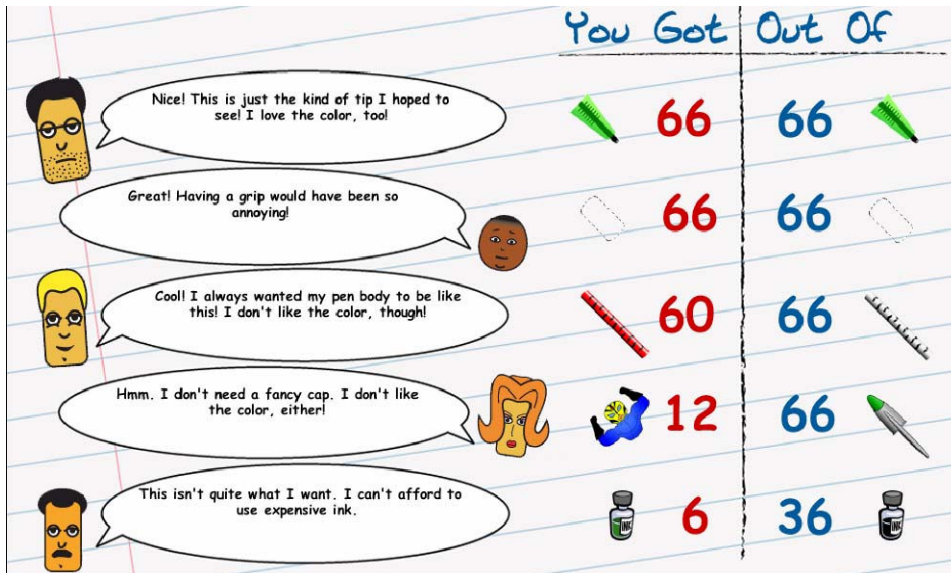 You Got Out Of
Nice! This is just the kind of tip I hoped to
see! I love the color, too!
66 66
Great! Having a grip would have been so
annoying!
66 66
Cool! I always wanted my pen body to be like
this! I don't like the color, though!
60 66
Hmm. I don't need a fancy cap. I don't like
the color, either!
12 66
This isn't quite what I want. I can't afford to
use expensive ink.
INK 6 36 INK